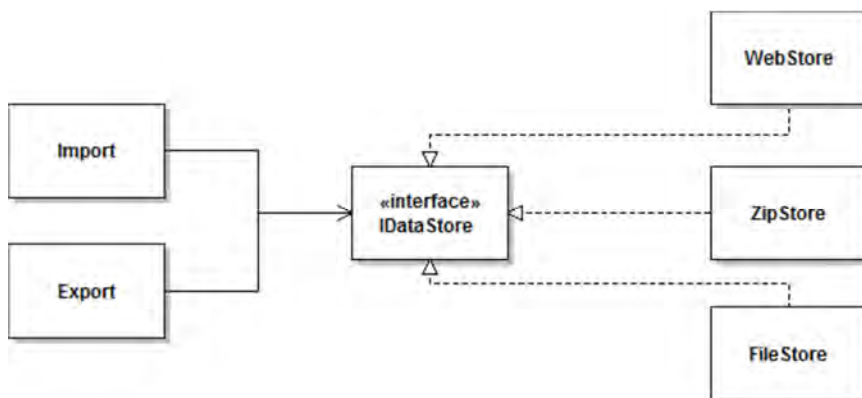 WebStore
Import
«interface»
IDataStore
ZipStore
Export
FileStore